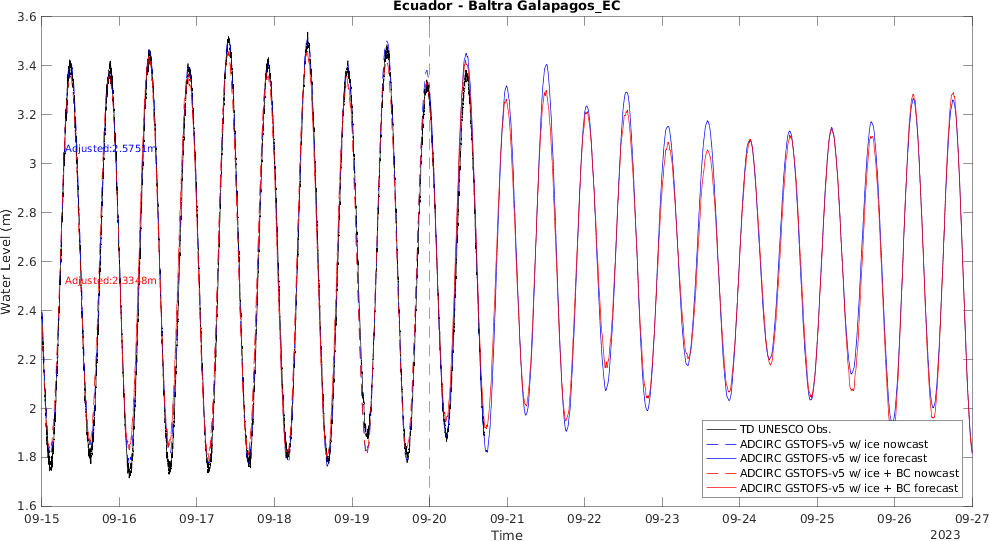 Ecuador - Baltra Galapagos_EC
3.6
3.4
3.2
3
2.8
2.6
2.4
2.2
2
1.8
1.6
Water Level (m)
Adjusted:2.5751m
Adjusted:2.3348m
TD UNESCO Obs.
ADCIRC GSTOFS-v5 w/ ice nowcast
ADCIRC GSTOFS-v5 w/ ice forecast
ADCIRC GSTOFS-v5 w/ ice + BC nowcast
ADCIRC GSTOFS-v5 w/ ice + BC forecast
09-15 09-16 09-17 09-18 09-19 09-20 09-21 09-22 09-23 09-24 09-25 09-26 09-27
Time
2023